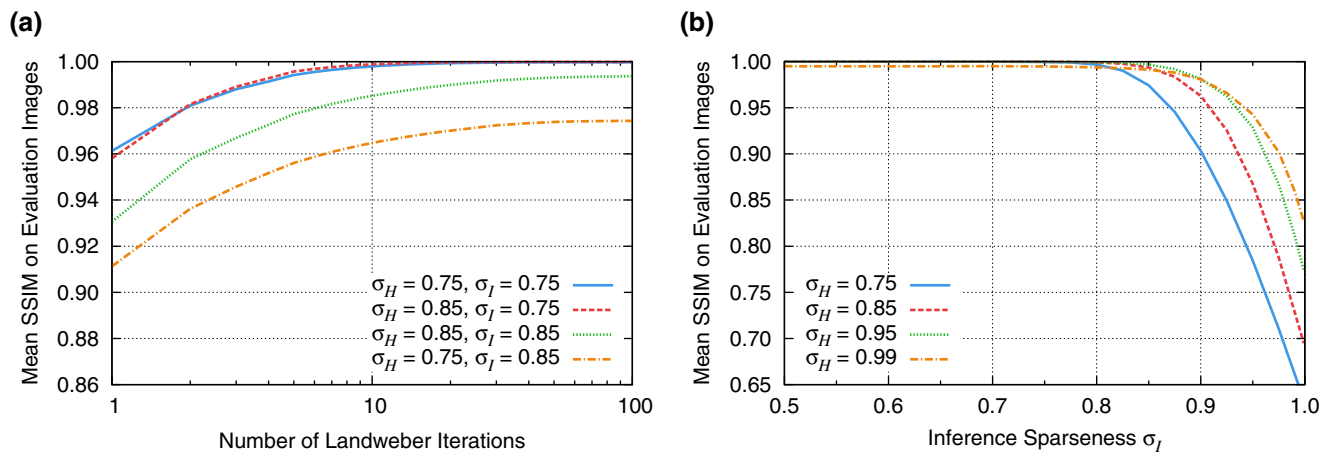 (a)
Mean SSIM on Evaluation Images
1.00
0.98
0.96
0.94
0.92
0.90
0.88
0.86
σH = 0.75, σI = 0.75
σH = 0.85, σI = 0.75
σH = 0.85, σI = 0.85
σH = 0.75, σI = 0.85
1 10 100
Number of Landweber Iterations
(b)
Mean SSIM on Evaluation Images
1.00
0.95
0.90
0.85
0.80
0.75
0.70
0.65
σH = 0.75
σH = 0.85
σH = 0.95
σH = 0.99
0.5 0.6 0.7 0.8 0.9 1.0
Inference Sparseness σI